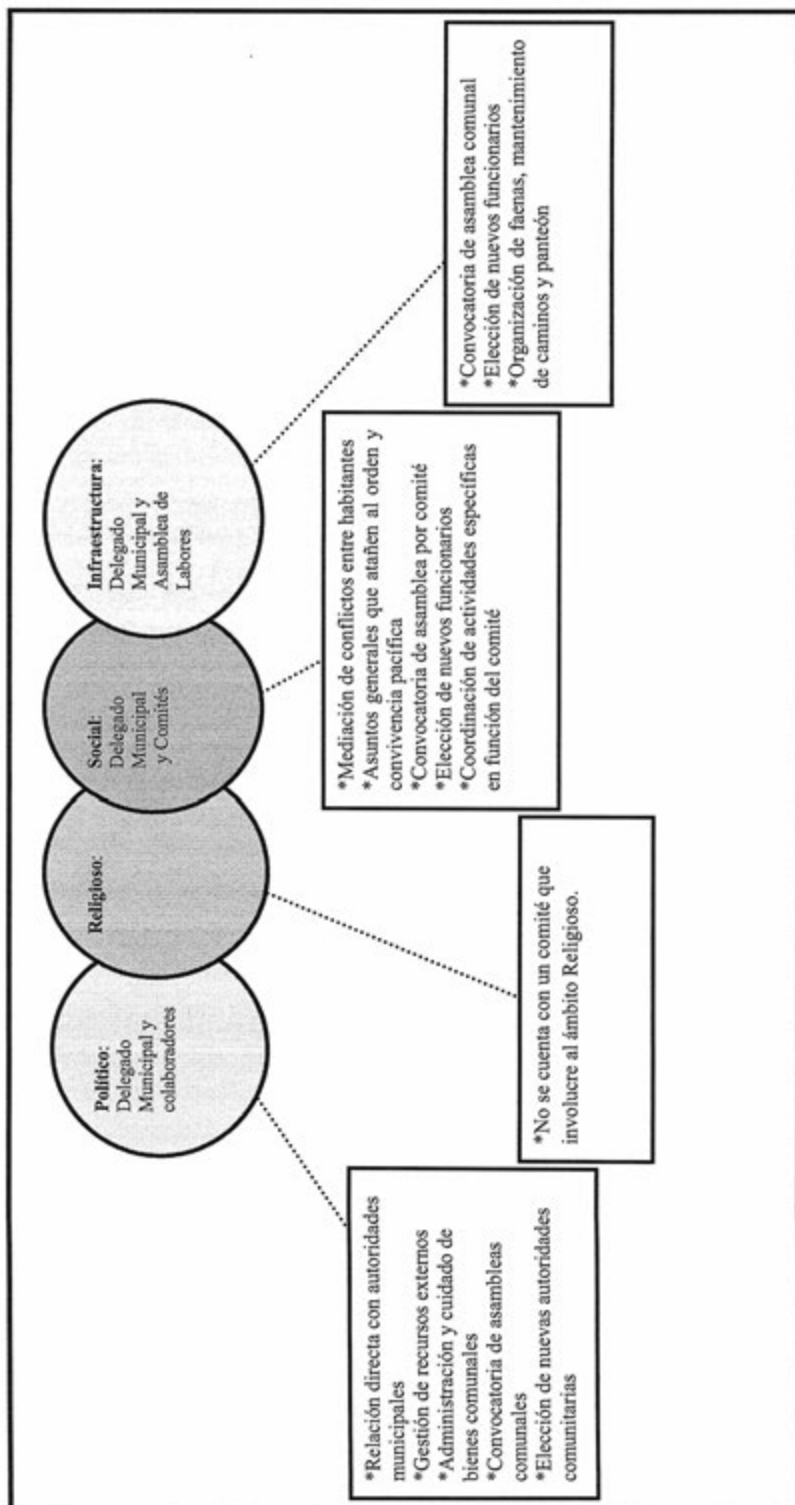 Político:
Delegado
Municipal y
colaboradores
Religioso:
Social:
Delegado
Municipal
y Comités
Infraestructura:
Delegado
Municipal y
Asamblea de
Labores
*Relación directa con autoridades
municipales
*Gestión de recursos externos
*Administración y cuidado de
bienes comunales
*Convocatoria de asambleas
comunales
*Elección de nuevas autoridades
comunitarias
*No se cuenta con un comité que
involucre al ámbito Religioso.
*Mediación de conflictos entre habitantes
*Asuntos generales que atañen al orden y
convivencia pacífica
*Convocatoria de asamblea por comité
*Elección de nuevos funcionarios
*Coordinación de actividades específicas
en función del comité
*Convocatoria de asamblea comunal
*Elección de nuevos funcionarios
*Organización de faenas, mantenimiento
de caminos y panteón